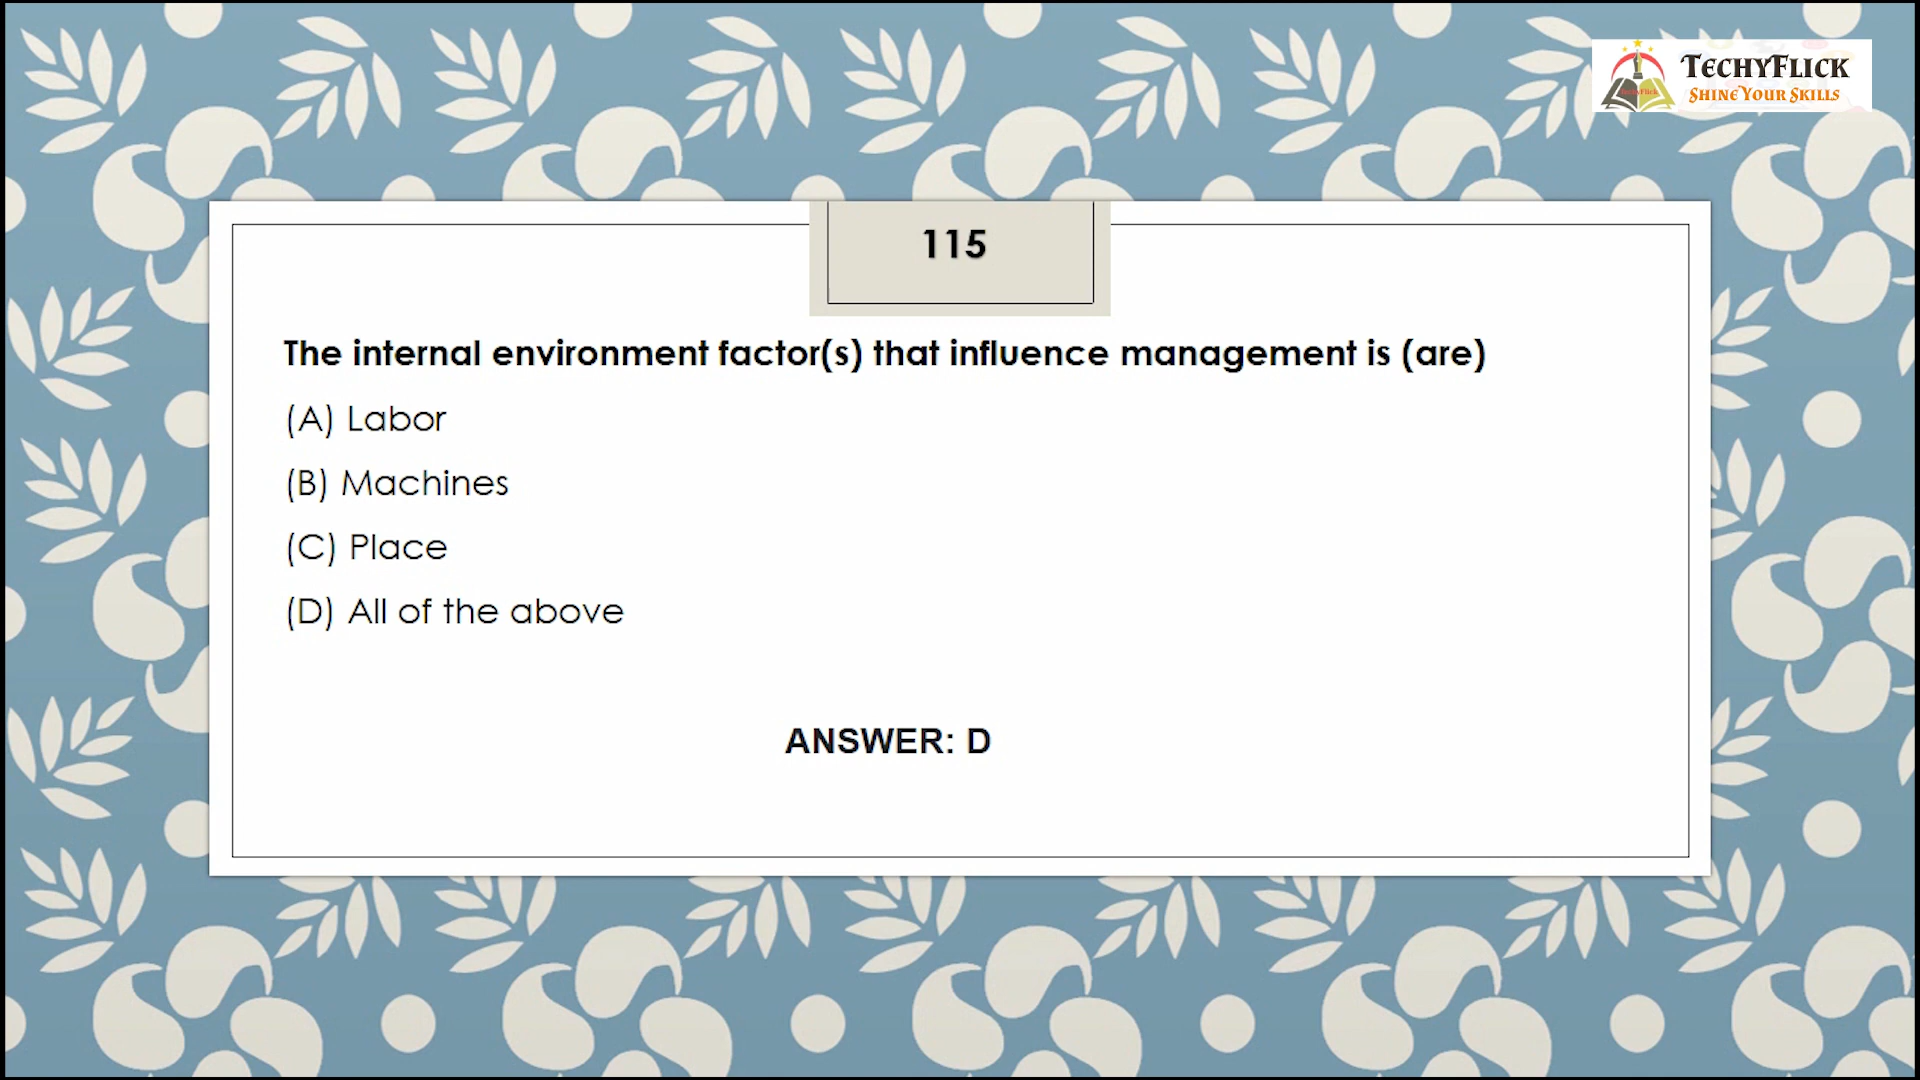 TECHYFLICK
SHINE YOUR SKILLS
115
The internal environment factor(s) that influence management is (are)
(A) Labor
(B) Machines
(C) Place
(D) All of the above
ANSWER: D